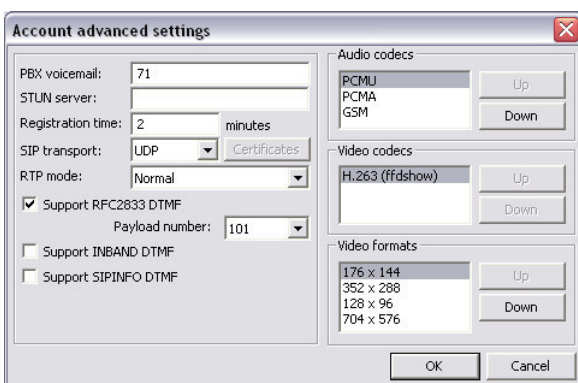 Account advanced settings
PBX voicemail: 71
STUN server:
Registration time: 2 minutes
SIP transport: UDP Certificates
RTP mode: Normal
Support RFC2833 DTMF
Payload number: 101
Support INBAND DTMF
Support SIPINFO DTMF
Audio codecs
PCMU
PCMA
GSM
Up
Down
Video codecs
H.263 (ffdshow)
Up
Down
Video formats
176 x 144
352 x 288
128 x 96
704 x 576
Up
Down
OK Cancel